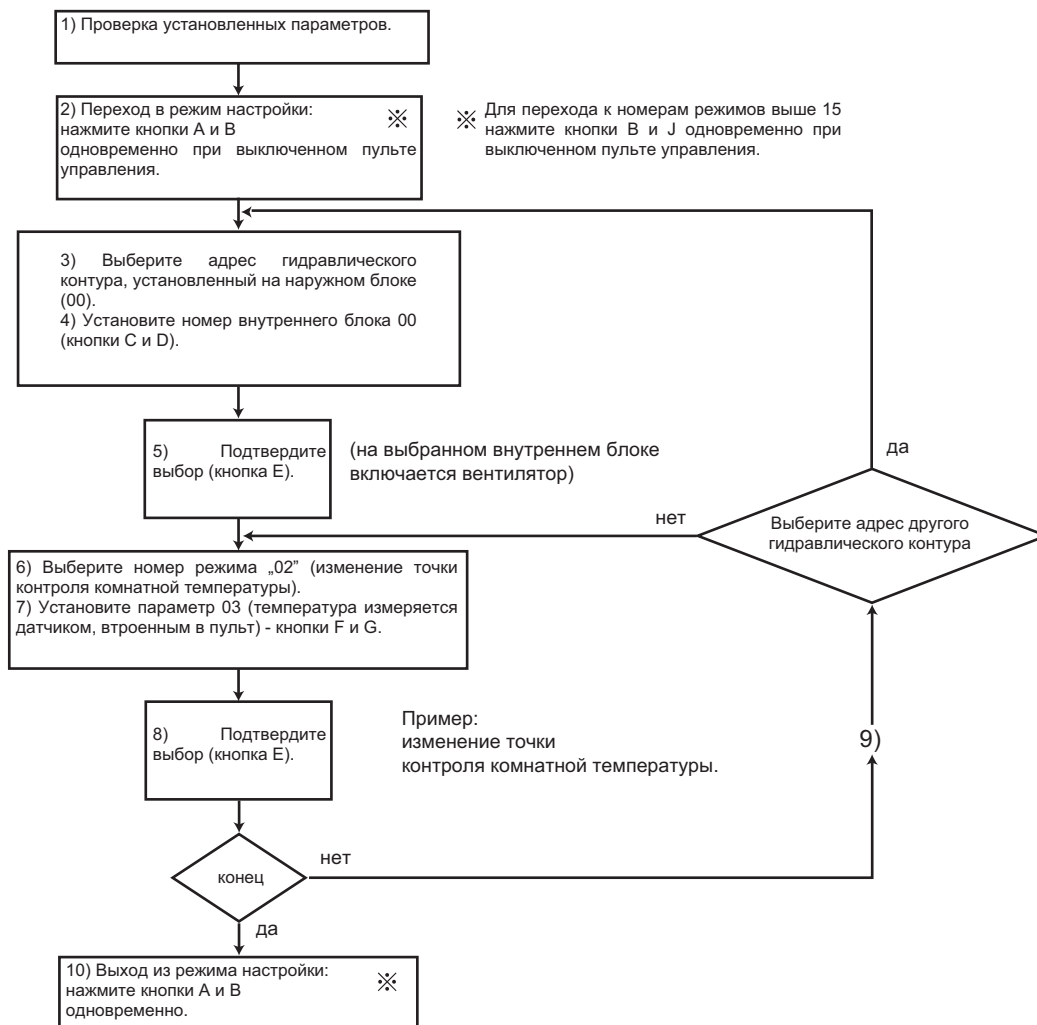 1) Проверка установленных параметров.
2) Переход в режим настройки: ※
нажмите кнопки A и B
одновременно при выключенном пульте
управления.
※ Для перехода к номерам режимов выше 15
нажмите кнопки B и J одновременно при
выключенном пульте управления.
3) Выберите адрес гидравлического
контура, установленный на наружном блоке
(00).
4) Установите номер внутреннего блока 00
(кнопки C и D).
5) Подтвердите
выбор (кнопка E).
(на выбранном внутреннем блоке
включается вентилятор)
да
нет
Выберите адрес другого
гидравлического контура
6) Выберите номер режима „02” (изменение точки
контроля комнатной температуры).
7) Установите параметр 03 (температура измеряется
датчиком, втроенным в пульт) - кнопки F и G.
8) Подтвердите
выбор (кнопка E).
Пример:
изменение точки
контроля комнатной температуры.
9)
конец
нет
да
10) Выход из режима настройки: ※
нажмите кнопки A и B
одновременно.